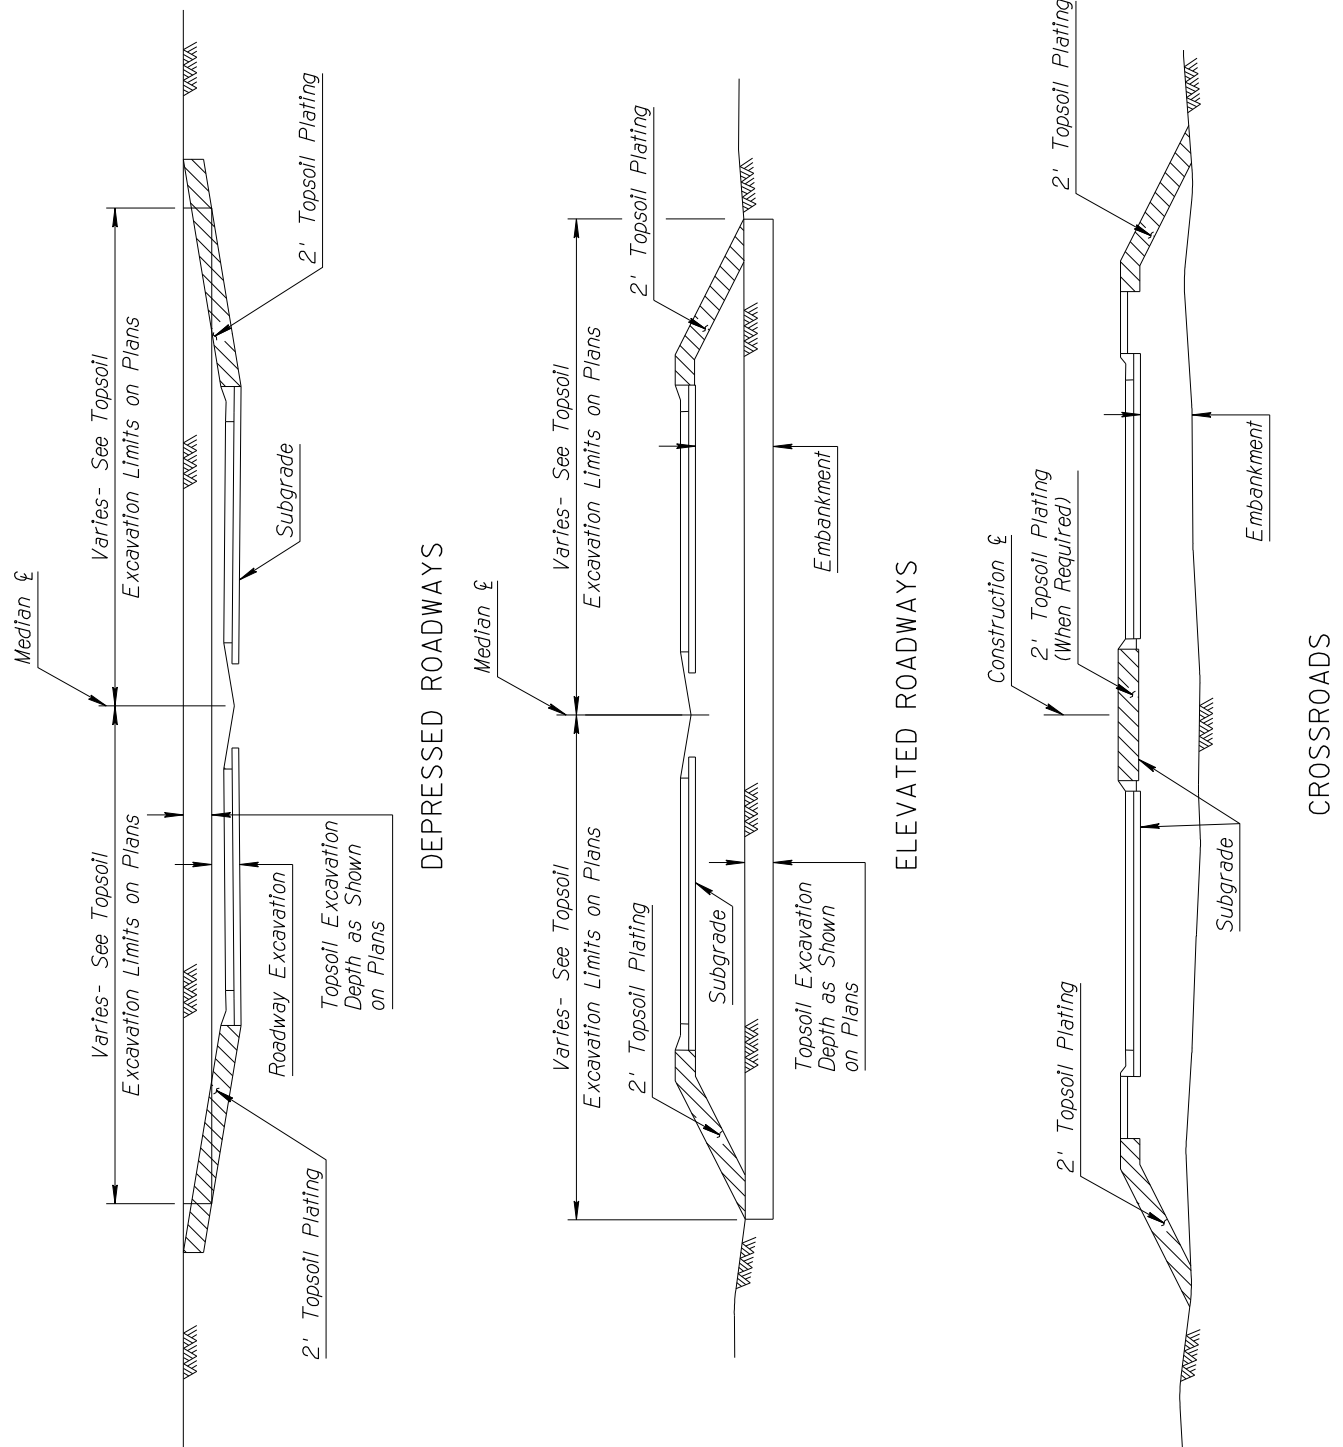 Median ℄
Varies- See Topsoil
Excavation Limits on Plans
Varies- See Topsoil
Excavation Limits on Plans
2' Topsoil Plating
2' Topsoil Plating
Roadway Excavation
Subgrade
Topsoil Excavation
Depth as Shown
on Plans
DEPRESSED ROADWAYS
Median ℄
Varies- See Topsoil
Excavation Limits on Plans
Varies- See Topsoil
Excavation Limits on Plans
2' Topsoil Plating
2' Topsoil Plating
Subgrade
Topsoil Excavation
Depth as Shown
on Plans
Embankment
ELEVATED ROADWAYS
Construction ℄
2' Topsoil Plating
(When Required)
2' Topsoil Plating
2' Topsoil Plating
Subgrade
Embankment
CROSSROADS